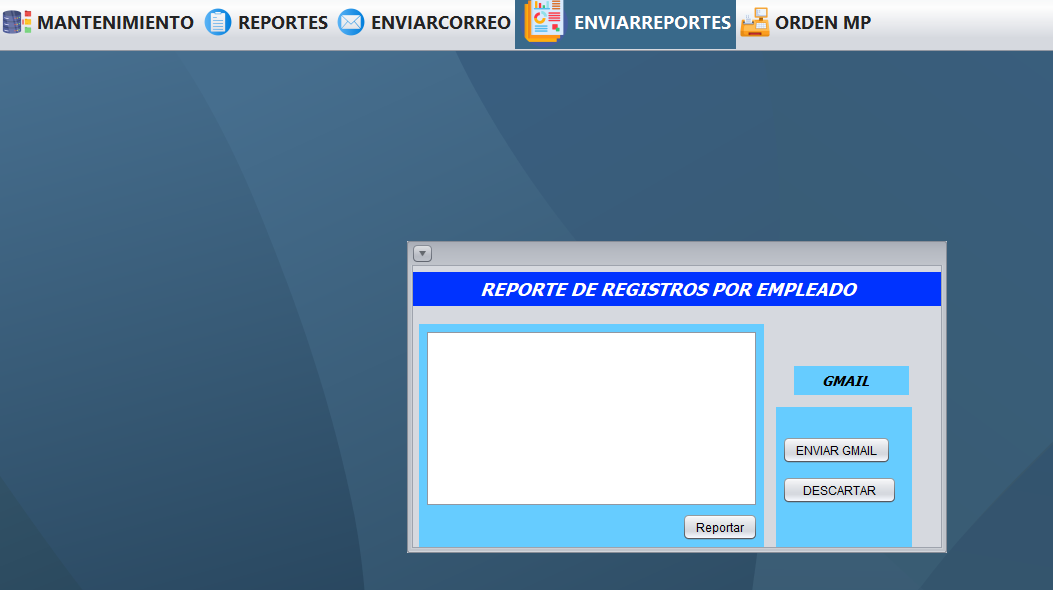 MANTENIMIENTO REPORTES ENVIARCORREO ENVIARREPORTES ORDEN MP
REPORTE DE REGISTROS POR EMPLEADO
GMAIL
ENVIAR GMAIL
DESCARTAR
Reportar